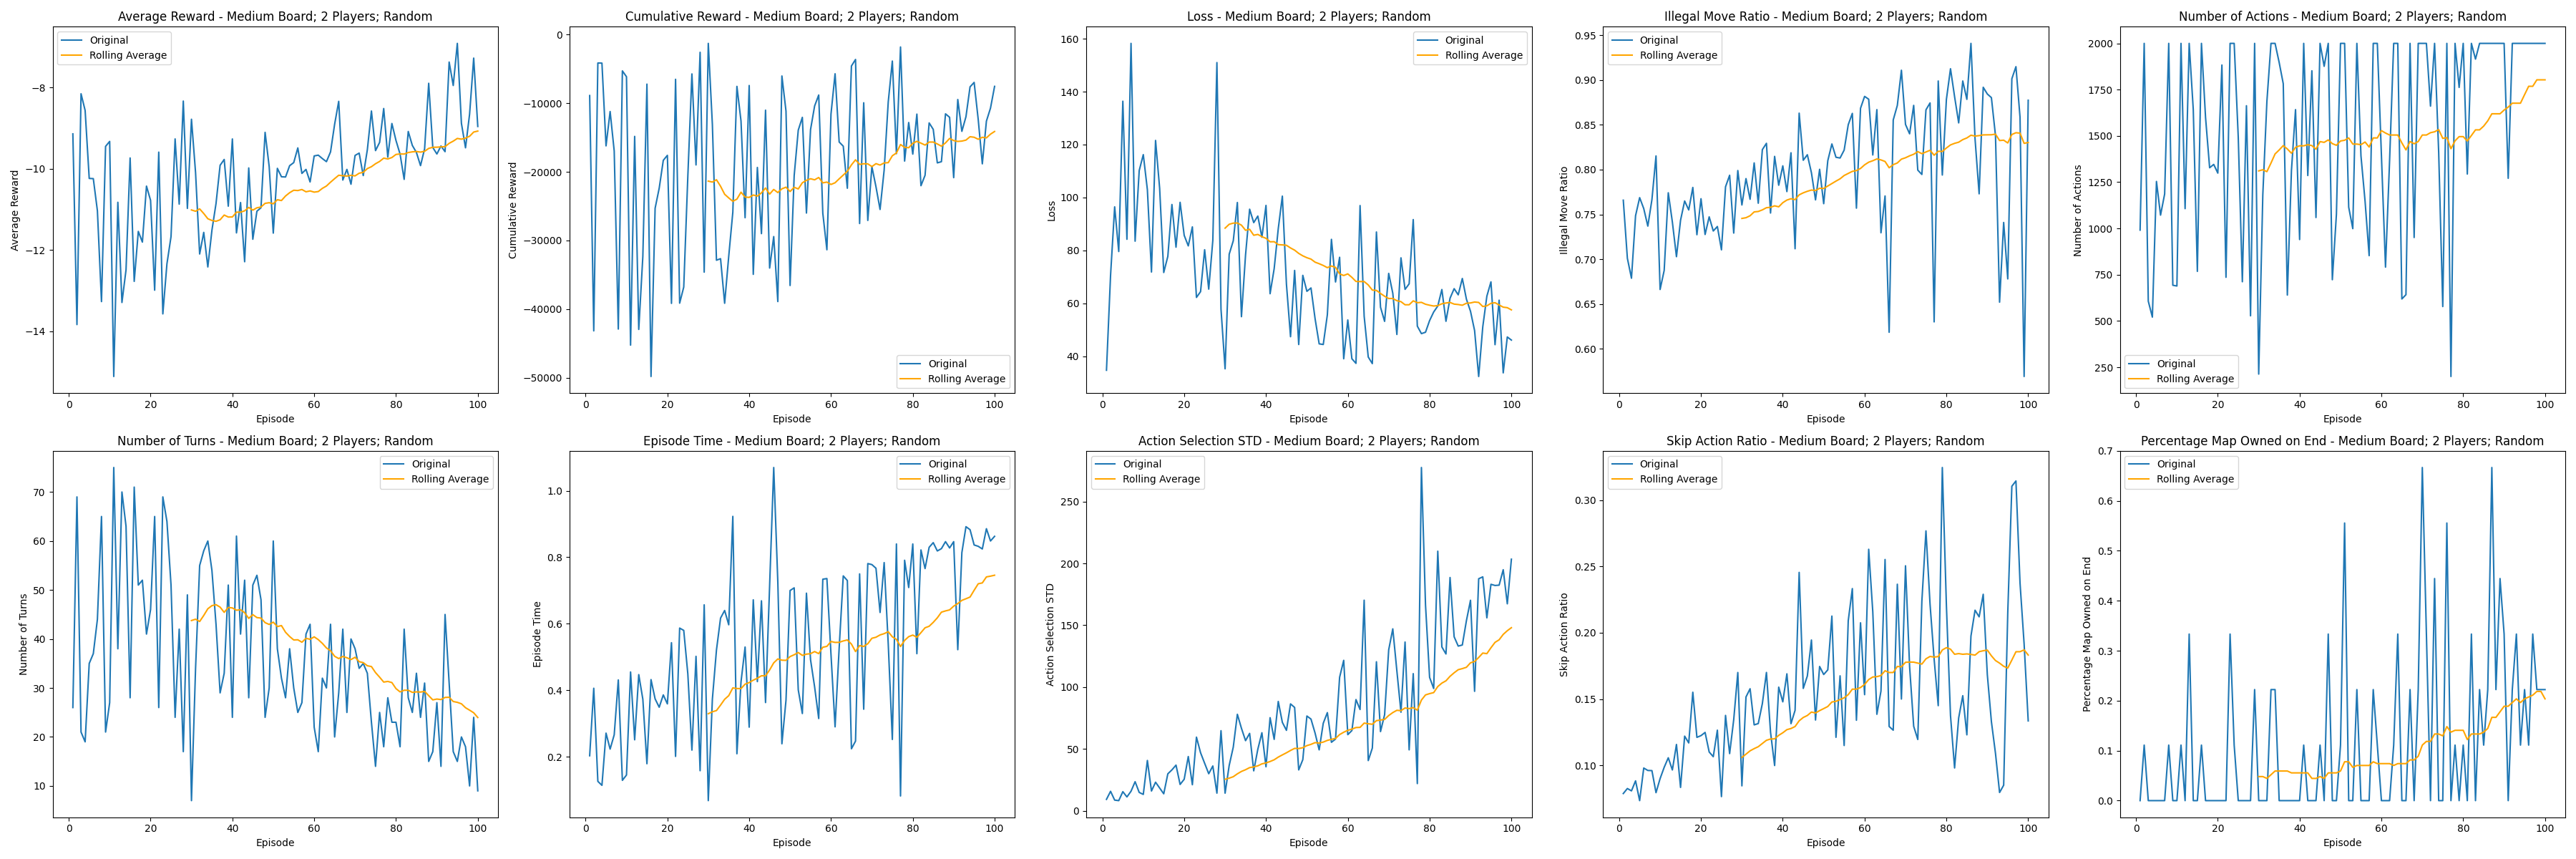 Average Reward - Medium Board; 2 Players; Random
Original
Rolling Average
−8
−10
−12
−14
Average Reward
0 20 40 60 80 100
Episode
Cumulative Reward - Medium Board; 2 Players; Random
0
−10000
−20000
−30000
−40000
−50000
Cumulative Reward
Original
Rolling Average
0 20 40 60 80 100
Episode
Loss - Medium Board; 2 Players; Random
Original
Rolling Average
160
140
120
100
80
60
40
Loss
0 20 40 60 80 100
Episode
Illegal Move Ratio - Medium Board; 2 Players; Random
Original
Rolling Average
0.95
0.90
0.85
0.80
0.75
0.70
0.65
0.60
Illegal Move Ratio
0 20 40 60 80 100
Episode
Number of Actions - Medium Board; 2 Players; Random
2000
1750
1500
1250
1000
750
500
250
Number of Actions
Original
Rolling Average
0 20 40 60 80 100
Episode
Number of Turns - Medium Board; 2 Players; Random
Original
Rolling Average
70
60
50
40
30
20
10
Number of Turns
0 20 40 60 80 100
Episode
Episode Time - Medium Board; 2 Players; Random
Original
Rolling Average
1.0
0.8
0.6
0.4
0.2
Episode Time
0 20 40 60 80 100
Episode
Action Selection STD - Medium Board; 2 Players; Random
Original
Rolling Average
250
200
150
100
50
0
Action Selection STD
0 20 40 60 80 100
Episode
Skip Action Ratio - Medium Board; 2 Players; Random
Original
Rolling Average
0.30
0.25
0.20
0.15
0.10
Skip Action Ratio
0 20 40 60 80 100
Episode
Percentage Map Owned on End - Medium Board; 2 Players; Random
Original
Rolling Average
0.7
0.6
0.5
0.4
0.3
0.2
0.1
0.0
Percentage Map Owned on End
0 20 40 60 80 100
Episode